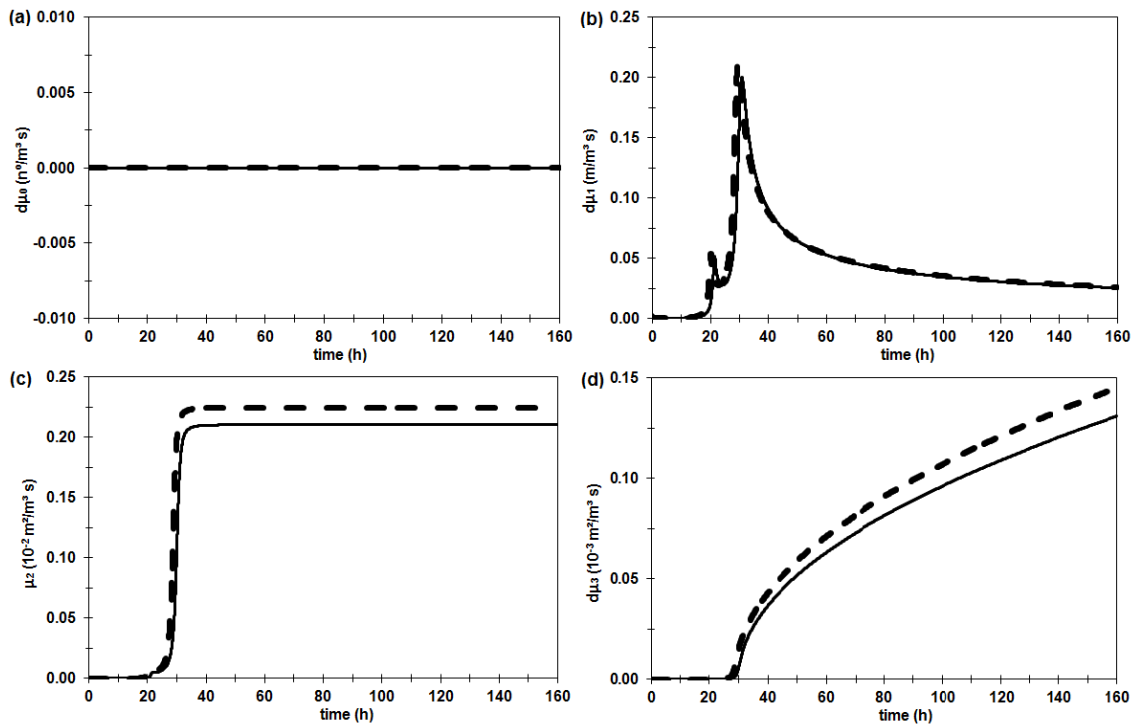 (a)
dμ₀ (nº/m³ s)
0.010
0.005
0.000
-0.005
-0.010
0 20 40 60 80 100 120 140 160
time (h)
(b)
dμ₁ (m/m³ s)
0.25
0.20
0.15
0.10
0.05
0.00
0 20 40 60 80 100 120 140 160
time (h)
(c)
μ₂ (10⁻² m²/m³ s)
0.25
0.20
0.15
0.10
0.05
0.00
0 20 40 60 80 100 120 140 160
time (h)
(d)
dμ₃ (10⁻³ m²/m³ s)
0.15
0.10
0.05
0.00
0 20 40 60 80 100 120 140 160
time (h)